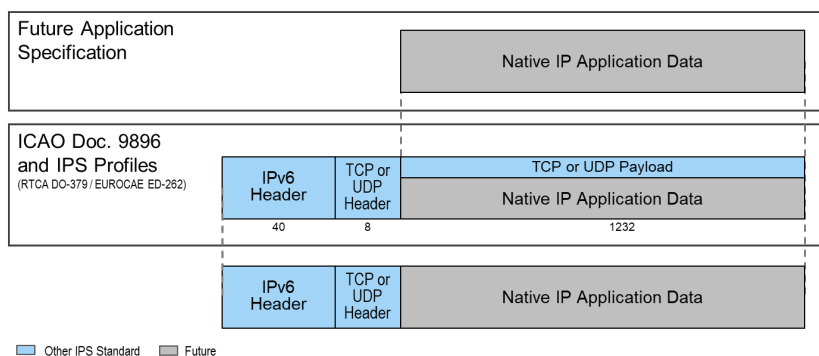 Future Application
Specification
Native IP Application Data
ICAO Doc. 9896
and IPS Profiles
(RTCA DO-379 / EUROCAE ED-262)
IPv6
Header
TCP or
UDP
Header
TCP or UDP Payload
Native IP Application Data
40
8
1232
IPv6
Header
TCP or
UDP
Header
Native IP Application Data
Other IPS Standard
Future